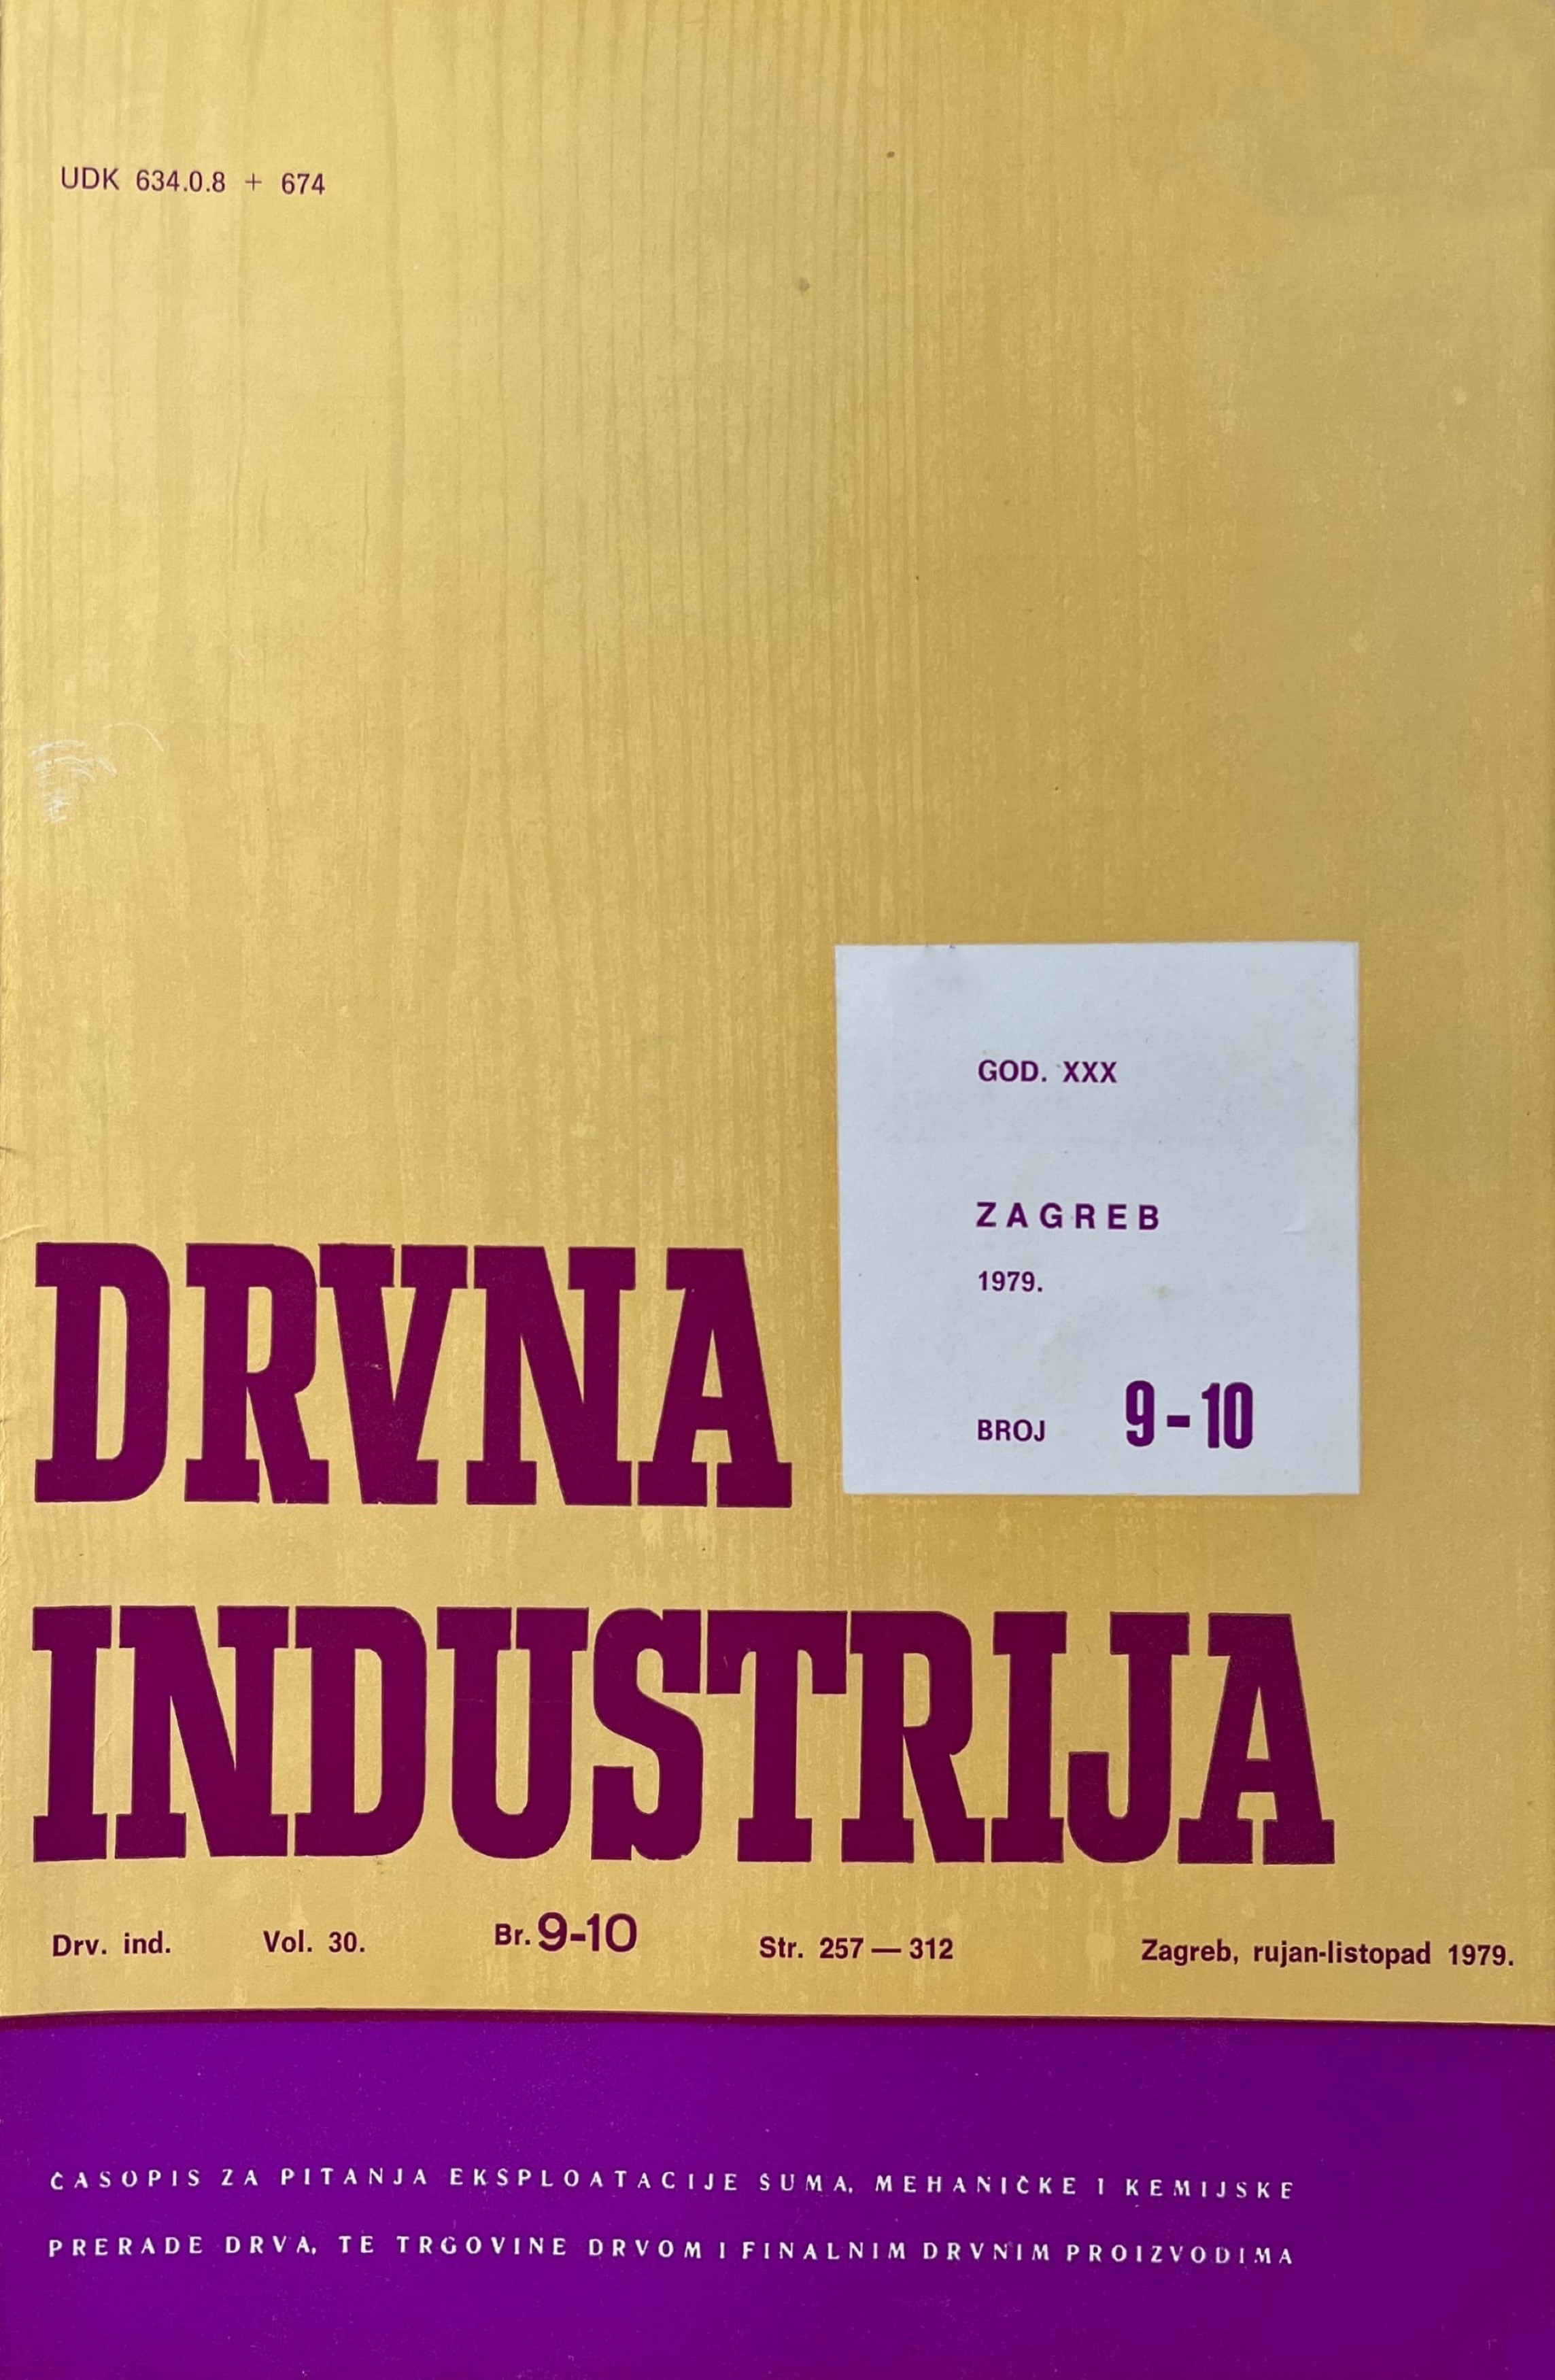 UDK 634.0.8 + 674
GOD. XXX
ZAGREB
1979.
BROJ 9-10
DRVNA
INDUSTRIJA
Drv. ind. Vol. 30. Br. 9-10 Str. 257 — 312 Zagreb, rujan-listopad 1979.
ČASOPIS ZA PITANJA EKSPLOATACIJE ŠUMA, MEHANIČKE I KEMIJSKE
PRERADE DRVA, TE TRGOVINE DRVOM I FINALNIM DRVNIM PROIZVODIMA